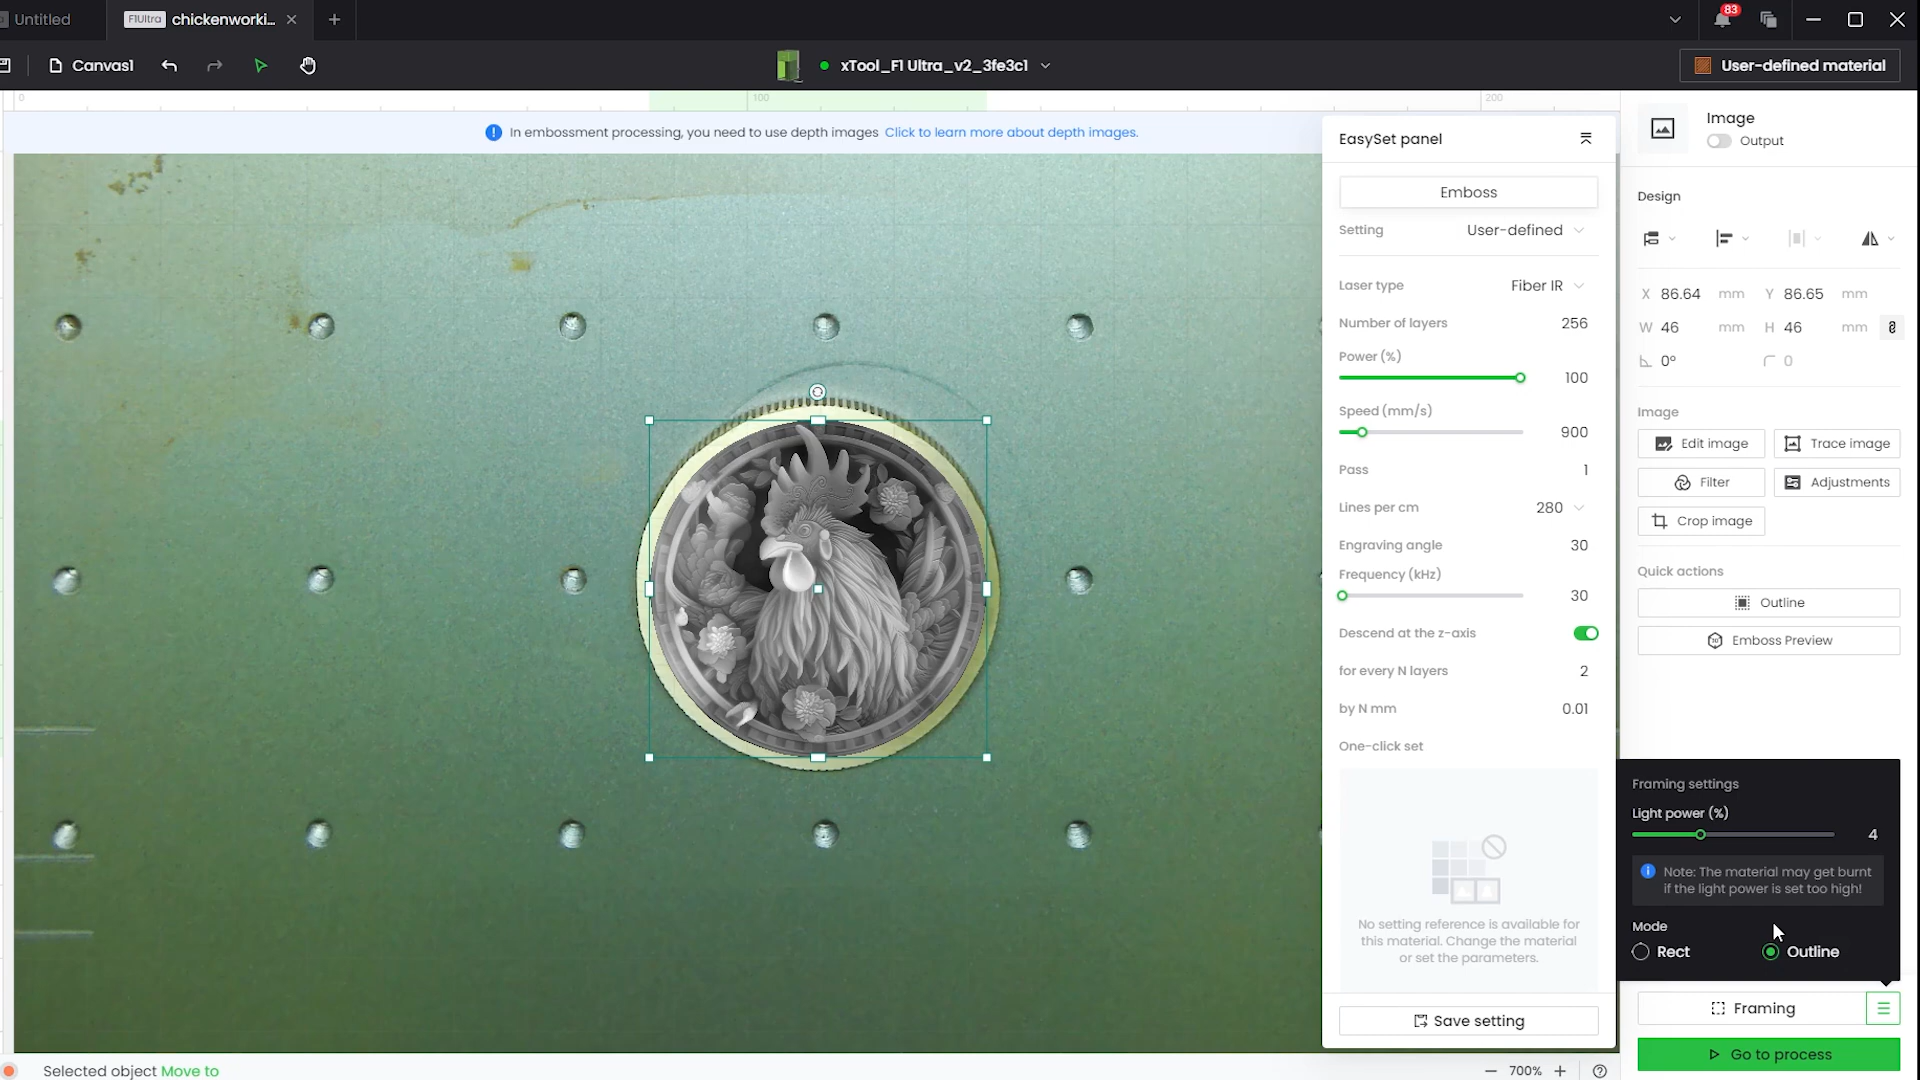 Untitled
F1Ultra chickenworki...
83
Canvas1
xTool_F1 Ultra_v2_3fe3c1
User-defined material
0
100
200
In embossment processing, you need to use depth images Click to learn more about depth images.
EasySet panel
Emboss
Setting User-defined
Laser type Fiber IR
Number of layers 256
Power (%)
100
Speed (mm/s)
900
Pass 1
Lines per cm 280
Engraving angle 30
Frequency (kHz)
30
Descend at the z-axis
for every N layers 2
by N mm 0.01
One-click set
No setting reference is available for
this material. Change the material
or set the parameters.
Save setting
Image
Output
Design
X 86.64 mm Y 86.65 mm
W 46 mm H 46 mm
0° 0
Image
Edit image Trace image
Filter Adjustments
Crop image
Quick actions
Outline
Emboss Preview
Framing settings
Light power (%)
4
Note: The material may get burnt
if the light power is set too high!
Mode
Rect Outline
Framing
Go to process
Selected object Move to
700%